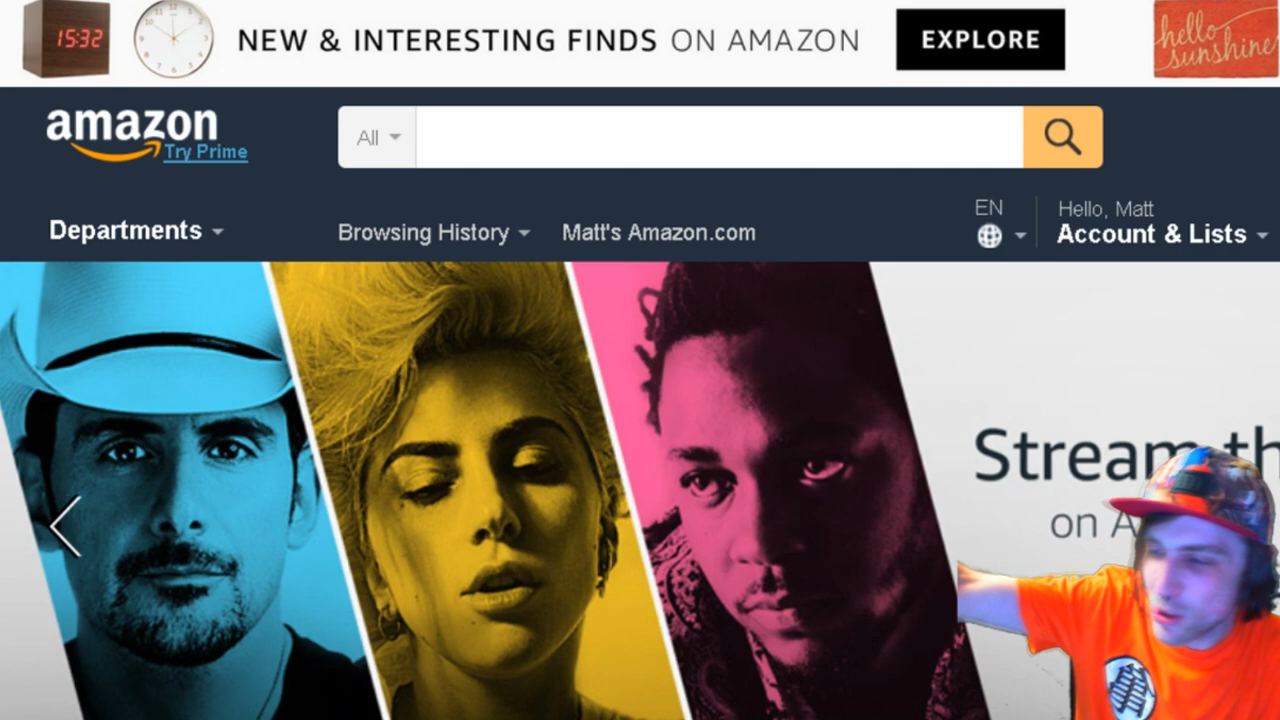 15:32
NEW & INTERESTING FINDS ON AMAZON
EXPLORE
hello
sunshine
amazon
Try Prime
All
EN
Hello, Matt
Departments
Browsing History
Matt's Amazon.com
Account & Lists
Stream th
on A